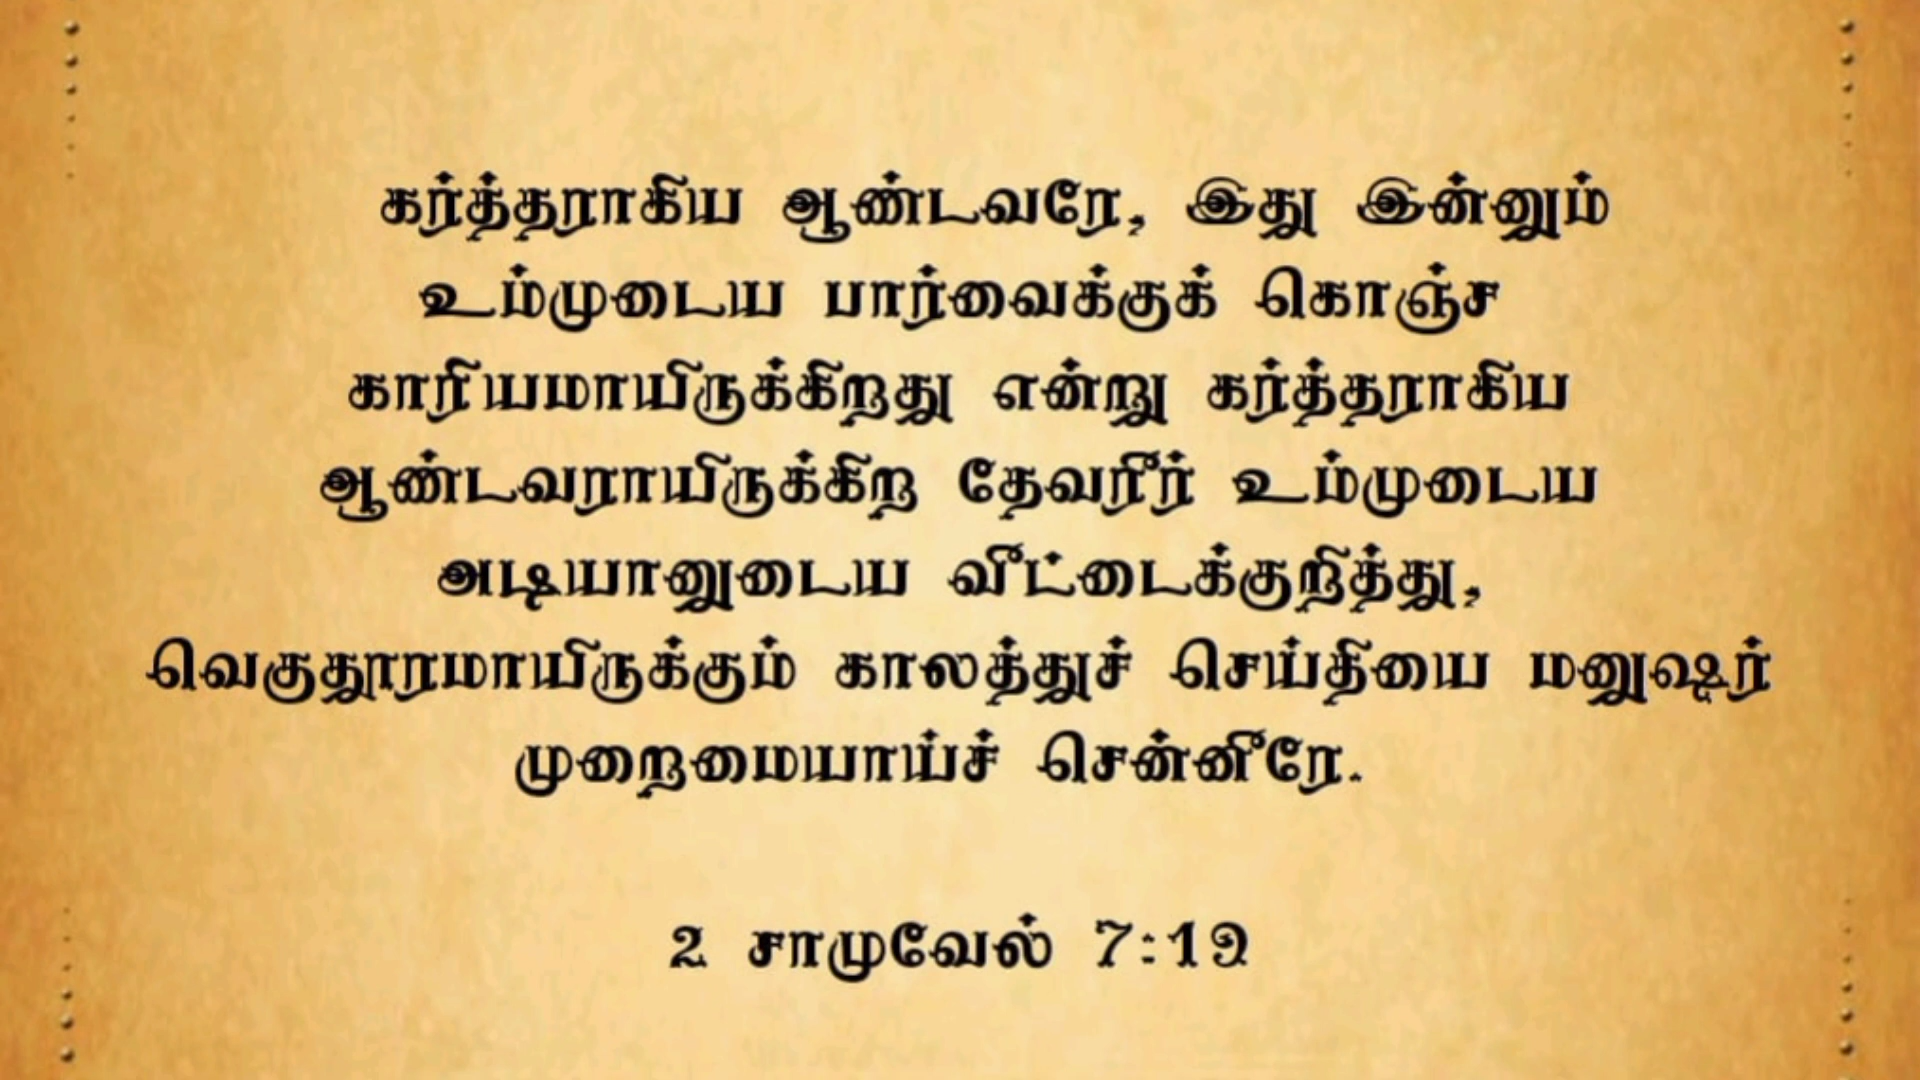 கர்த்தராகிய ஆண்டவரே, இது இன்னும்
உம்முடைய பார்வைக்குக் கொஞ்ச
காரியமாயிருக்கிறது என்று கர்த்தராகிய
ஆண்டவராயிருக்கிற தேவரீர் உம்முடைய
அடியானுடைய வீட்டைக்குறித்து,
வெகுதூரமாயிருக்கும் காலத்துச் செய்தியை மனுஷர்
முறைமையாய்ச் சென்னீரே.
2 சாமுவேல் 7:19